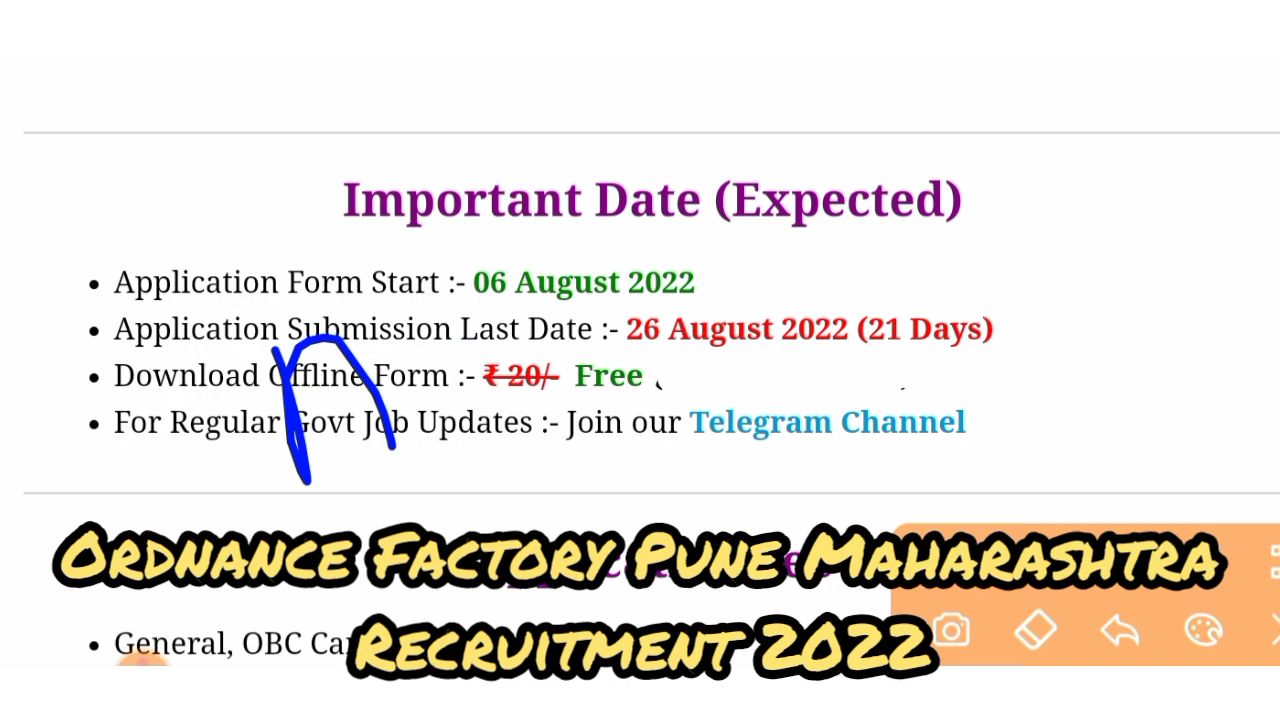 Important Date (Expected)
Application Form Start :- 06 August 2022
Application Submission Last Date :- 26 August 2022 (21 Days)
Download Offline Form :- ₹ 20/- Free
For Regular Govt Job Updates :- Join our Telegram Channel
Ordnance Factory Pune Maharashtra
General, OBC
Recruitment 2022